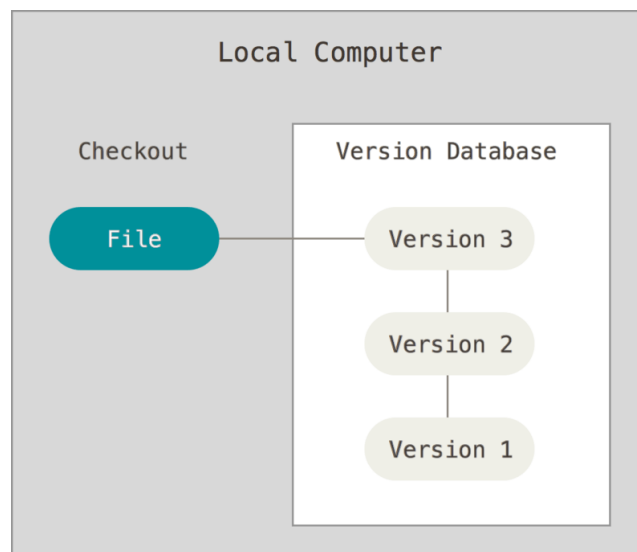 Local Computer
Checkout
Version Database
File
Version 3
Version 2
Version 1